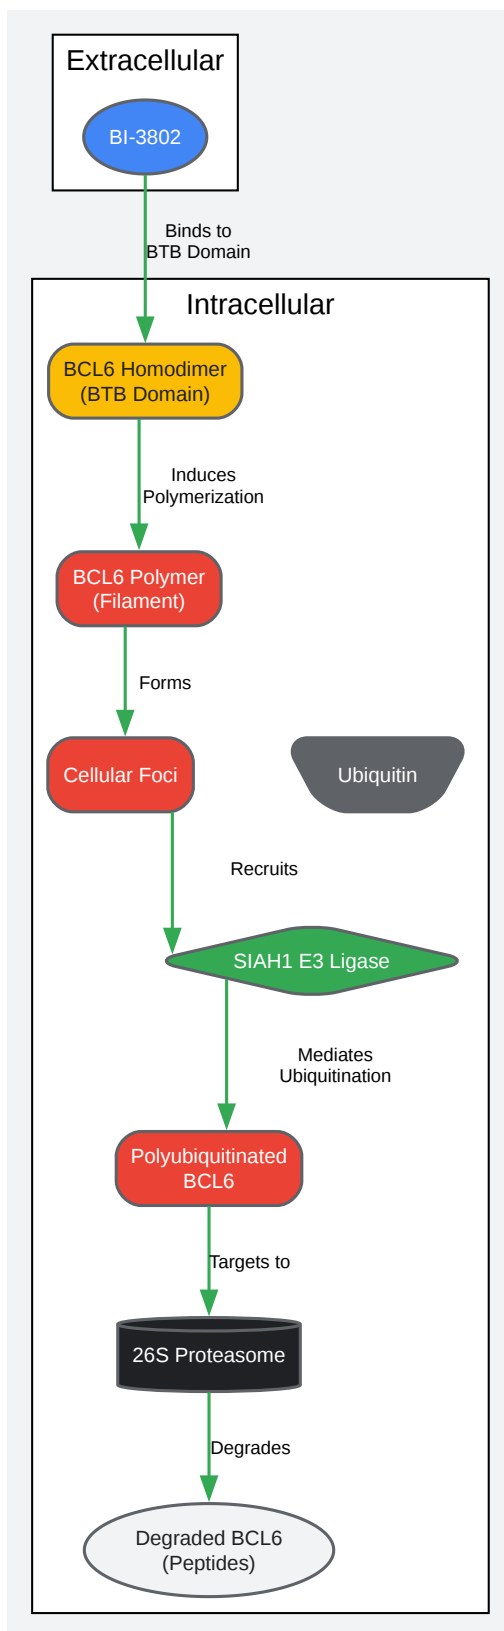 Extracellular
BI-3802
Binds to
BTB Domain
Intracellular
BCL6 Homodimer
(BTB Domain)
Induces
Polymerization
BCL6 Polymer
(Filament)
Forms
Cellular Foci
Ubiquitin
Recruits
SIAH1 E3 Ligase
Mediates
Ubiquitination
Polyubiquitinated
BCL6
Targets to
26S Proteasome
Degrades
Degraded BCL6
(Peptides)